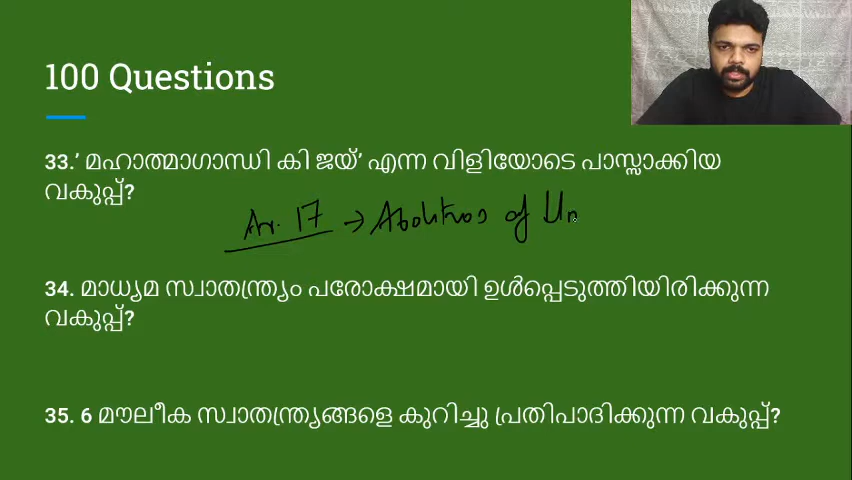 100 Questions
33.’ മഹാത്മാഗാന്ധി കി ജയ്’ എന്ന വിളിയോടെ പാസ്സാക്കിയ
വകുപ്പ്?
Ar. 17 → Abolition of Un
34. മാധ്യമ സ്വാതന്ത്ര്യം പരോക്ഷമായി ഉൾപ്പെടുത്തിയിരിക്കുന്ന
വകുപ്പ്?
35. 6 മൗലീക സ്വാതന്ത്ര്യങ്ങളെ കുറിച്ചു പ്രതിപാദിക്കുന്ന വകുപ്പ്?